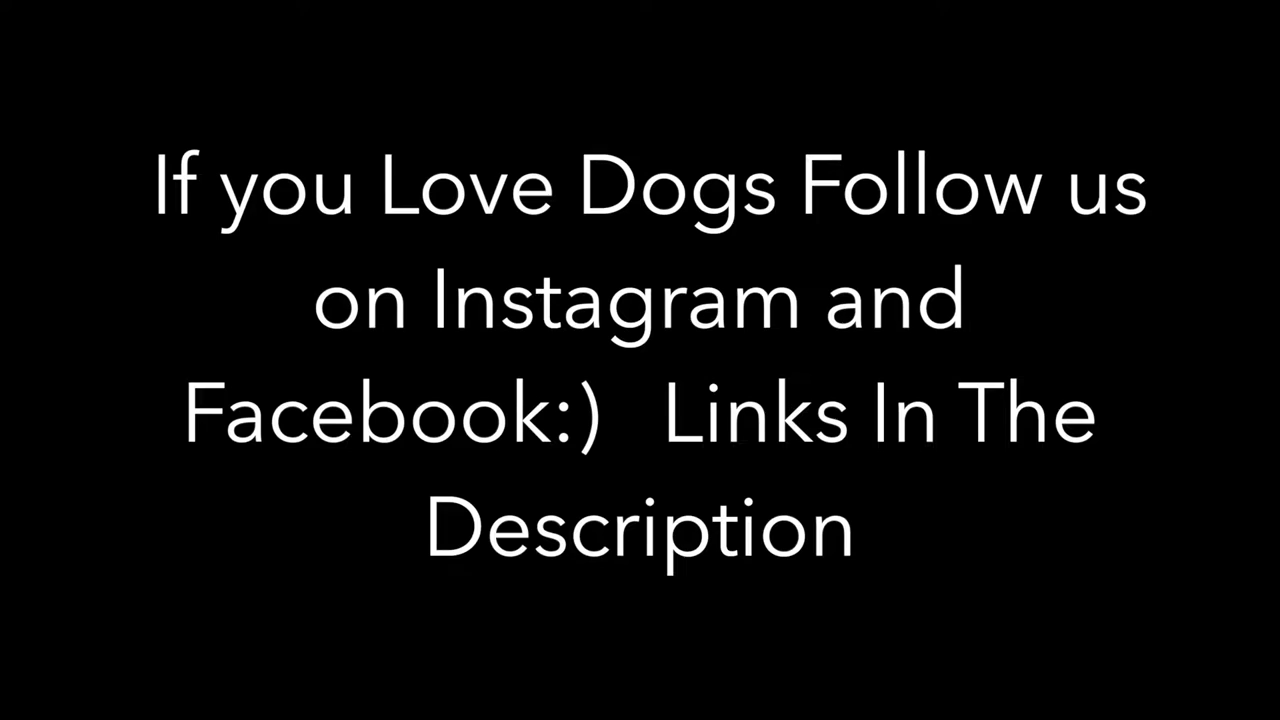 If you Love Dogs Follow us
on Instagram and
Facebook:)   Links In The
Description